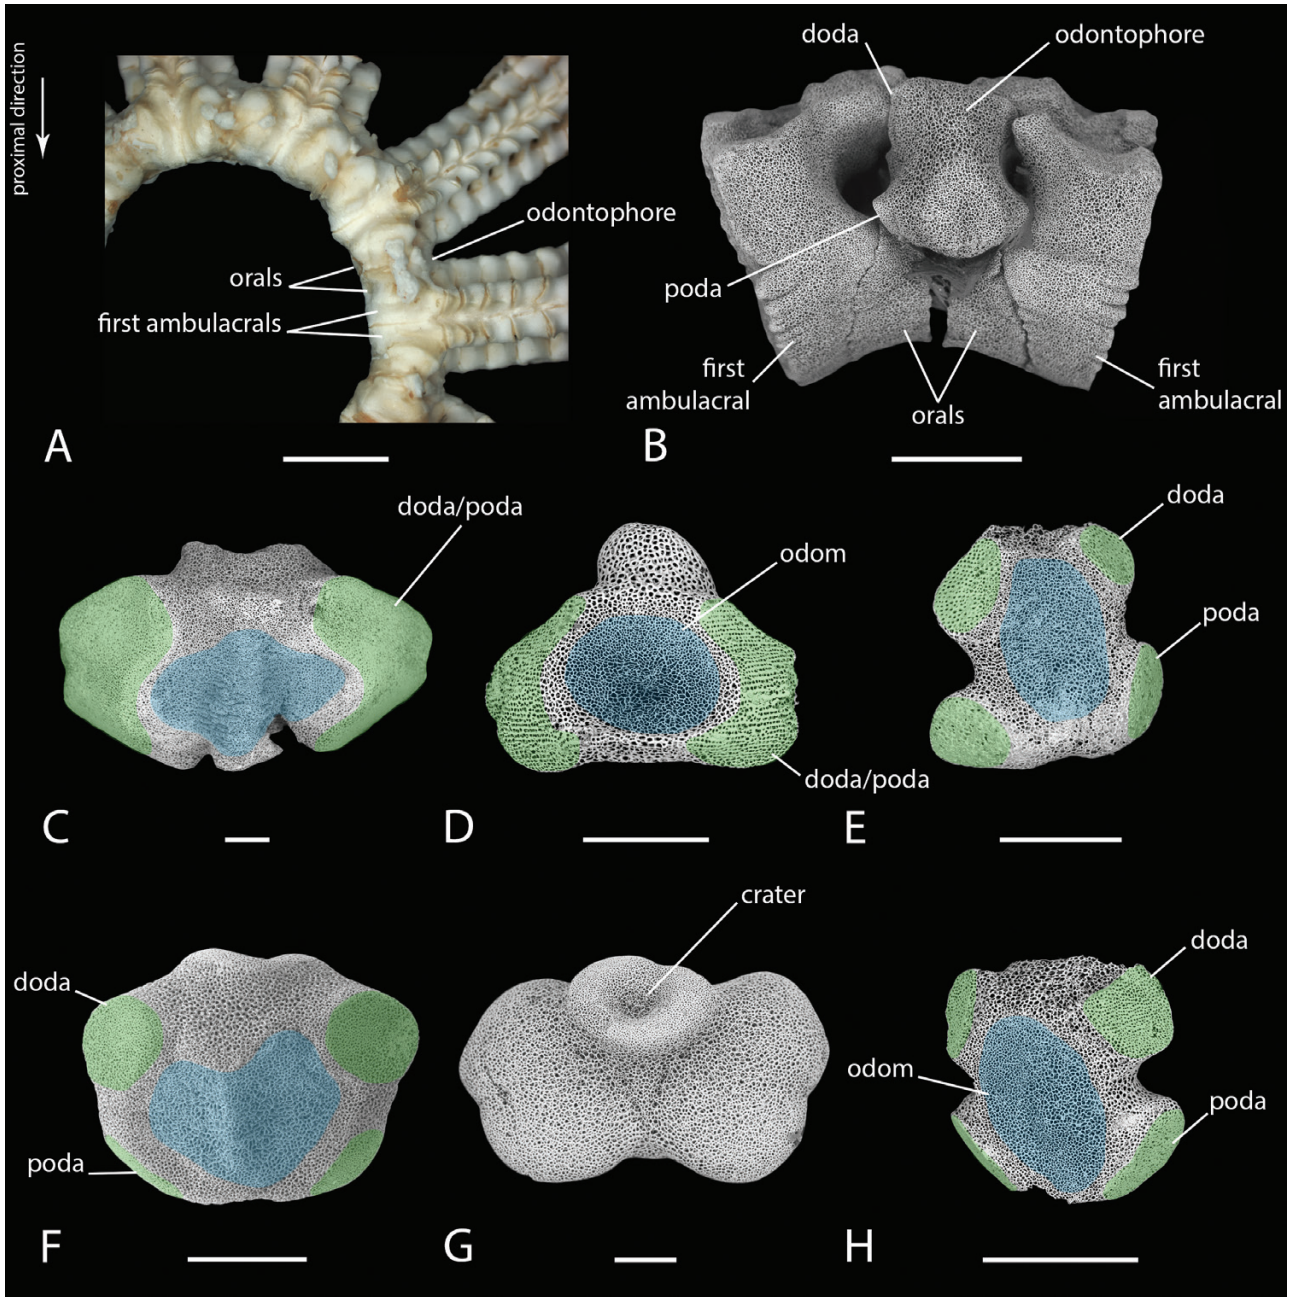 proximal direction
odontophore
orals
first ambulacrals
A
doda
odontophore
poda
first
ambulacral
orals
first
ambulacral
B
doda/poda
C
odom
doda/poda
D
doda
poda
E
doda
poda
F
crater
G
doda
odom
poda
H